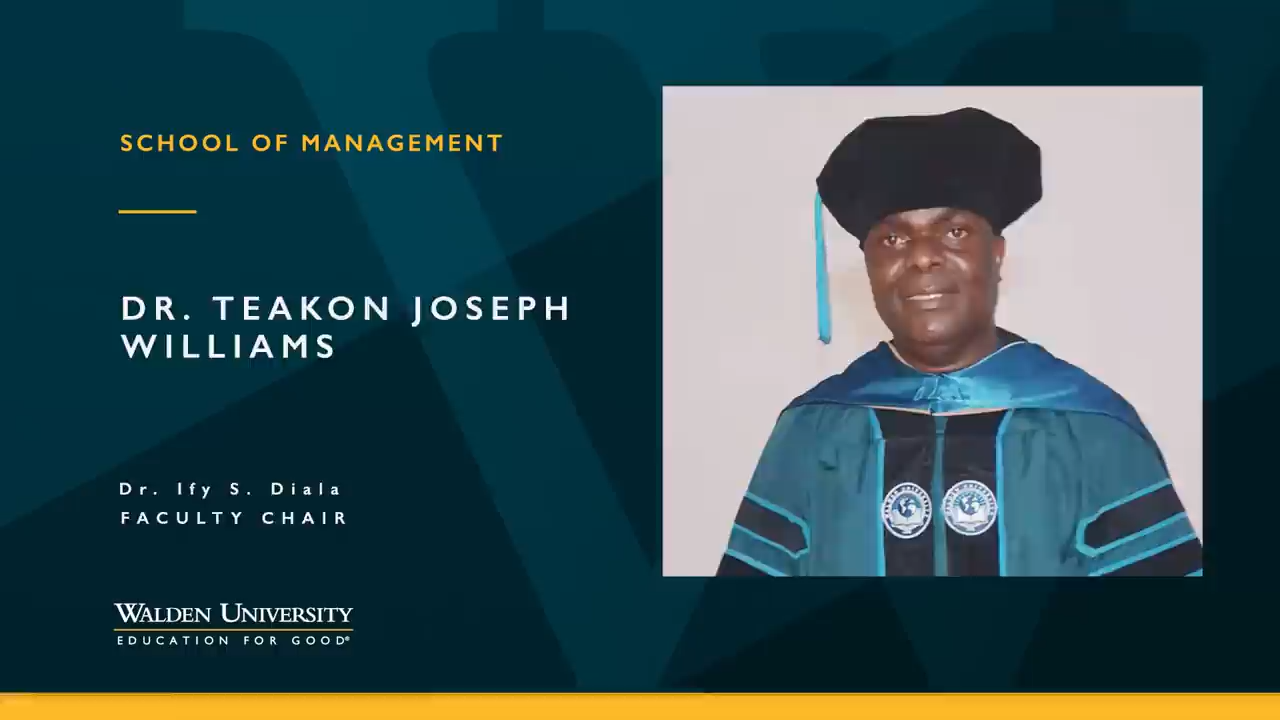 SCHOOL OF MANAGEMENT
DR. TEAKON JOSEPH
WILLIAMS
Dr. Ify S. Diala
FACULTY CHAIR
WALDEN UNIVERSITY
EDUCATION FOR GOOD®